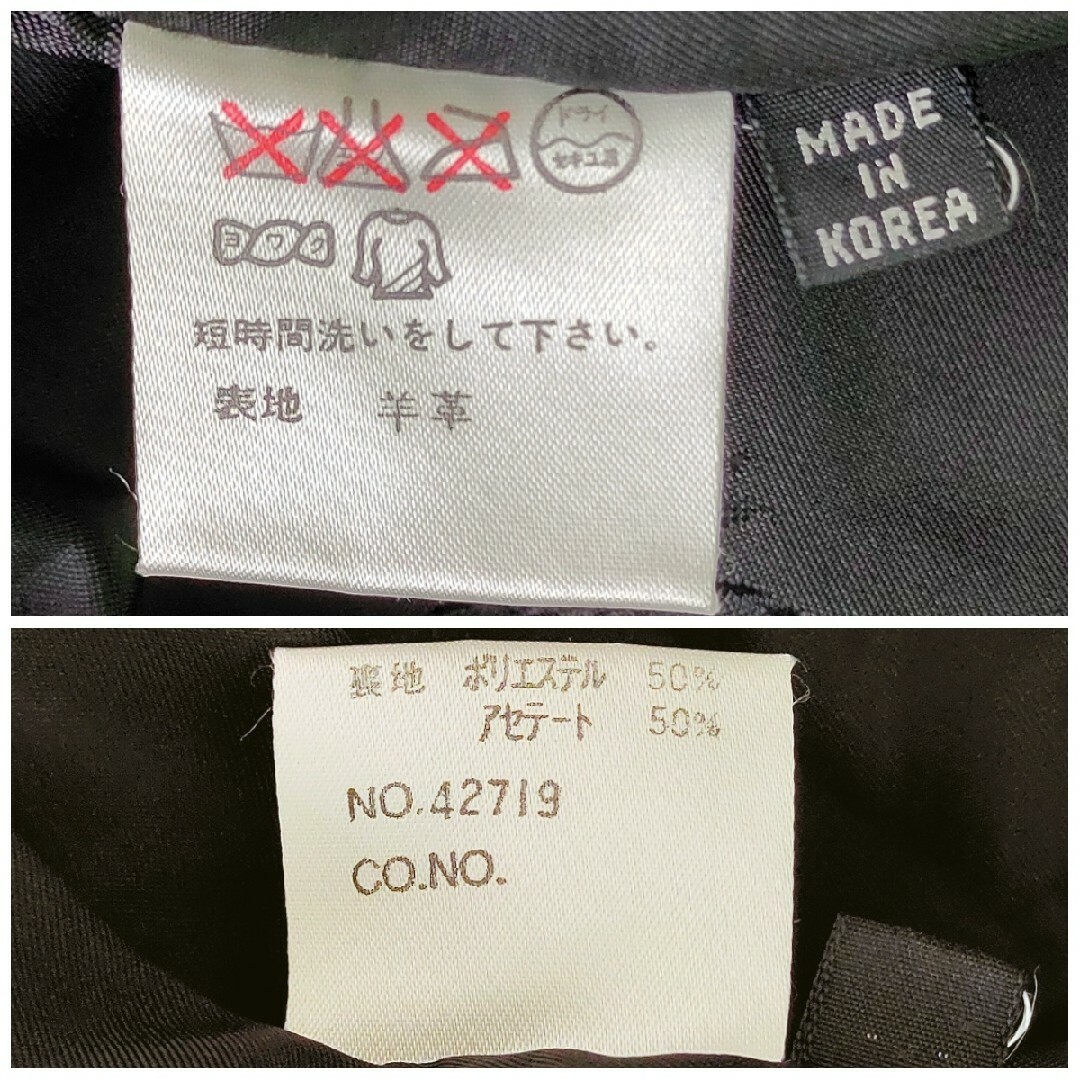 ドライ
セキユ系
ヨワク
短時間洗いをして下さい。
表地 羊革
MADE
IN
KOREA
裏地 ポリエステル 50%
アセテート 50%
NO.42719
CO.NO.